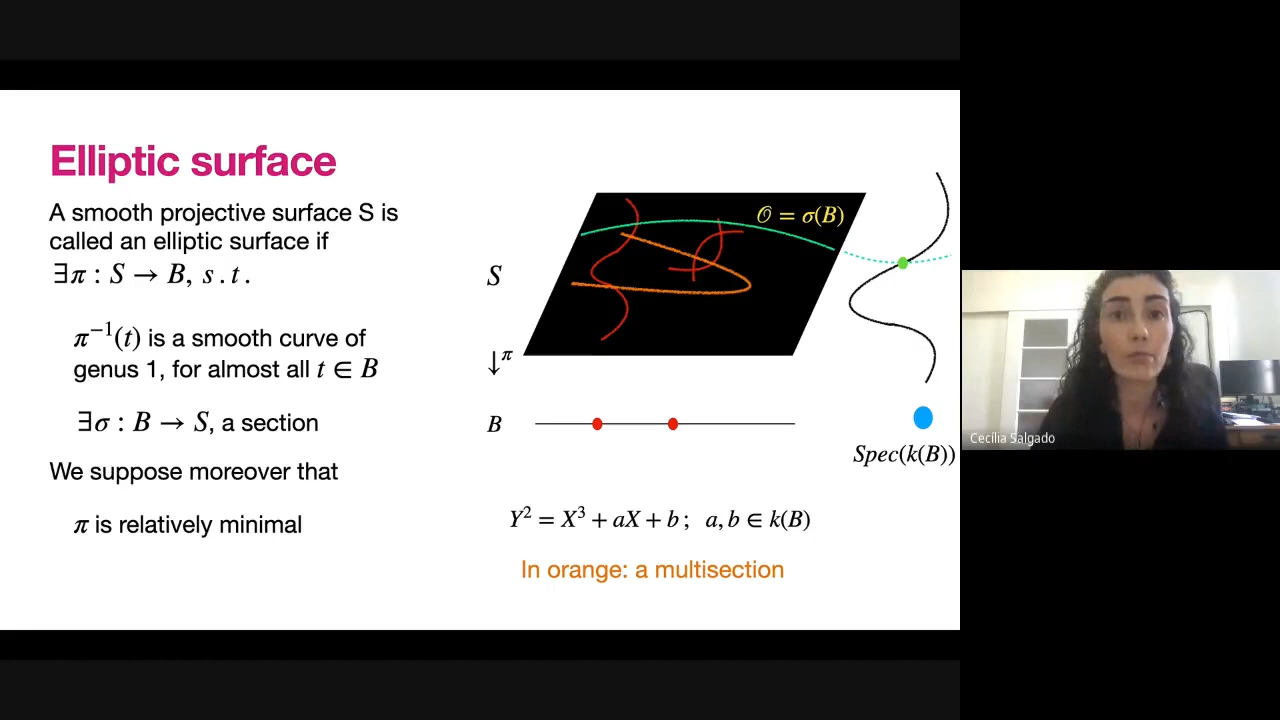 Elliptic surface
A smooth projective surface S is
called an elliptic surface if
∃π : S → B, s . t .
π⁻¹(t) is a smooth curve of
genus 1, for almost all t ∈ B
∃σ : B → S, a section
We suppose moreover that
π is relatively minimal
𝒪 = σ(B)
S
↓π
B
Spec(k(B))
Y² = X³ + aX + b ; a, b ∈ k(B)
In orange: a multisection
Cecília Salgado